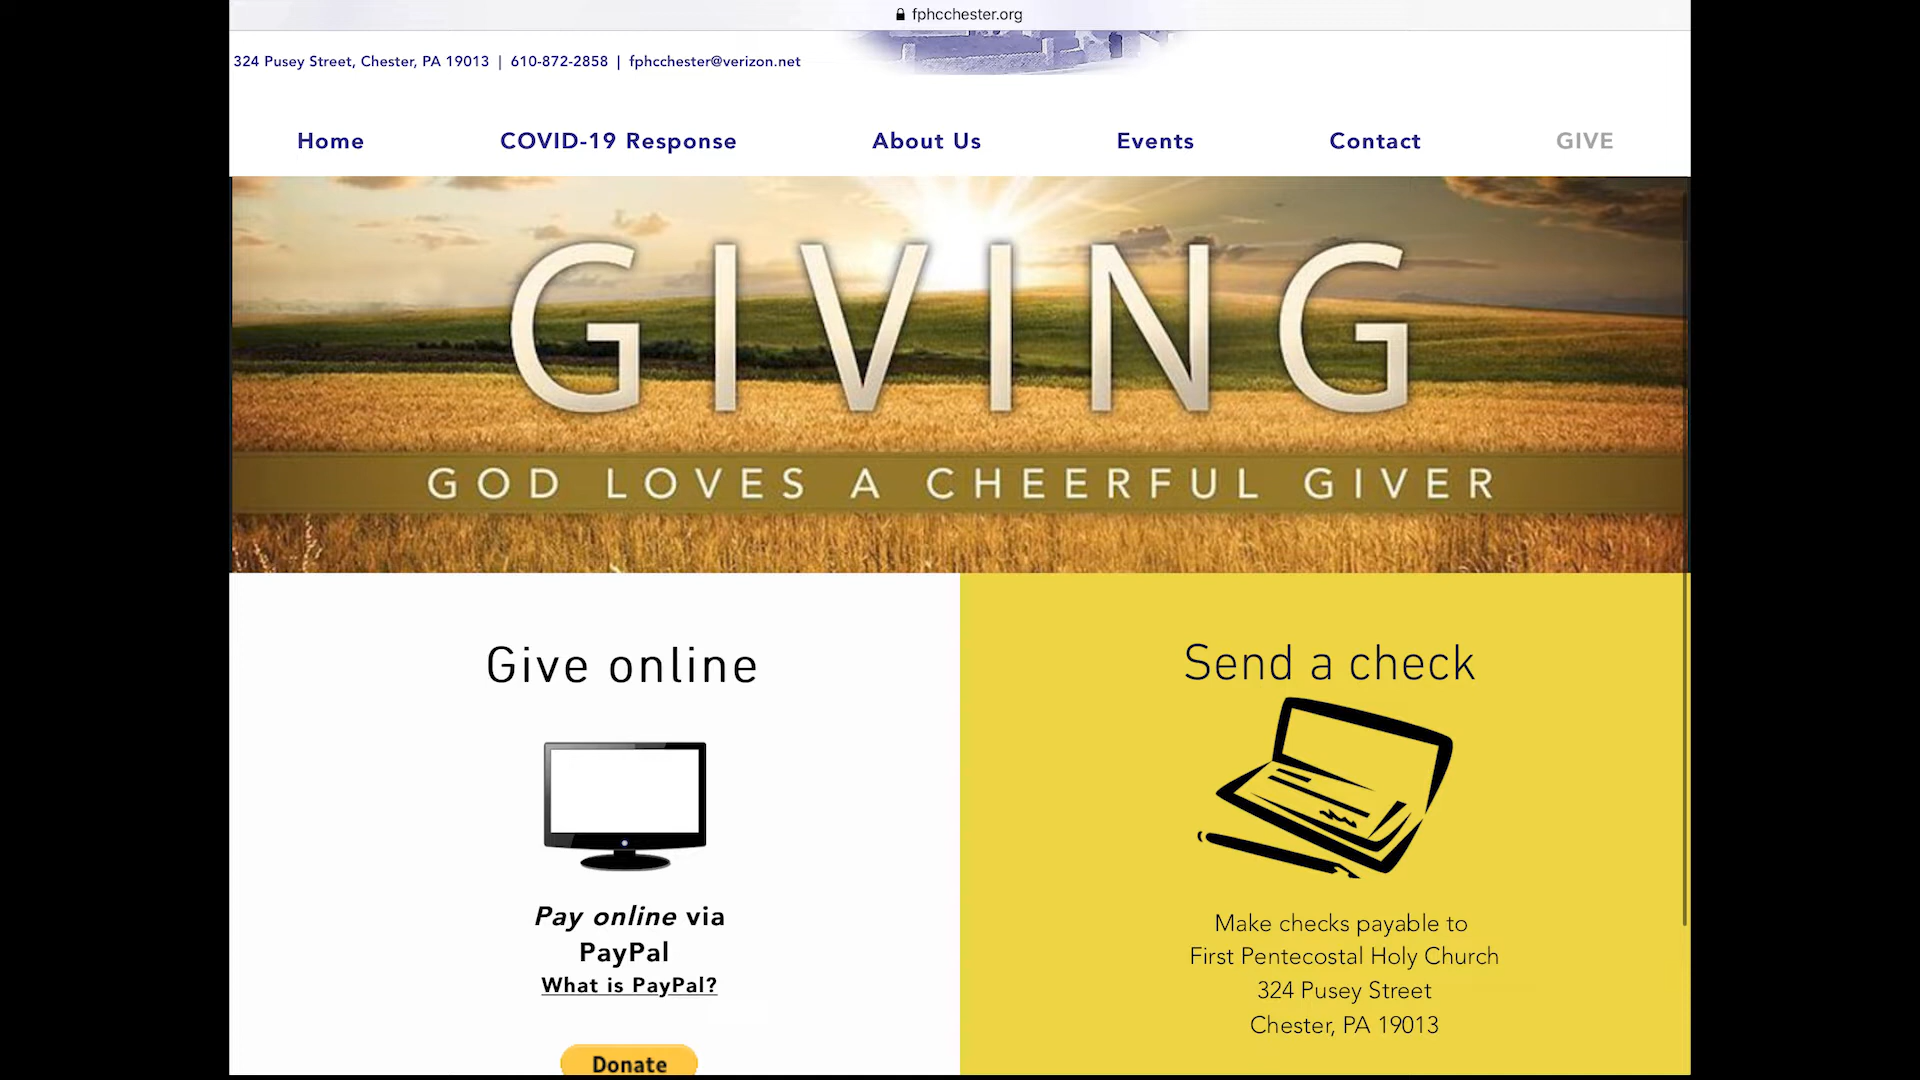 fphcchester.org
324 Pusey Street, Chester, PA 19013 | 610-872-2858 | fphcchester@verizon.net
Home COVID-19 Response About Us Events Contact GIVE
GIVING
GOD LOVES A CHEERFUL GIVER
Give online
Pay online via
PayPal
What is PayPal?
Donate
Send a check
Make checks payable to
First Pentecostal Holy Church
324 Pusey Street
Chester, PA 19013